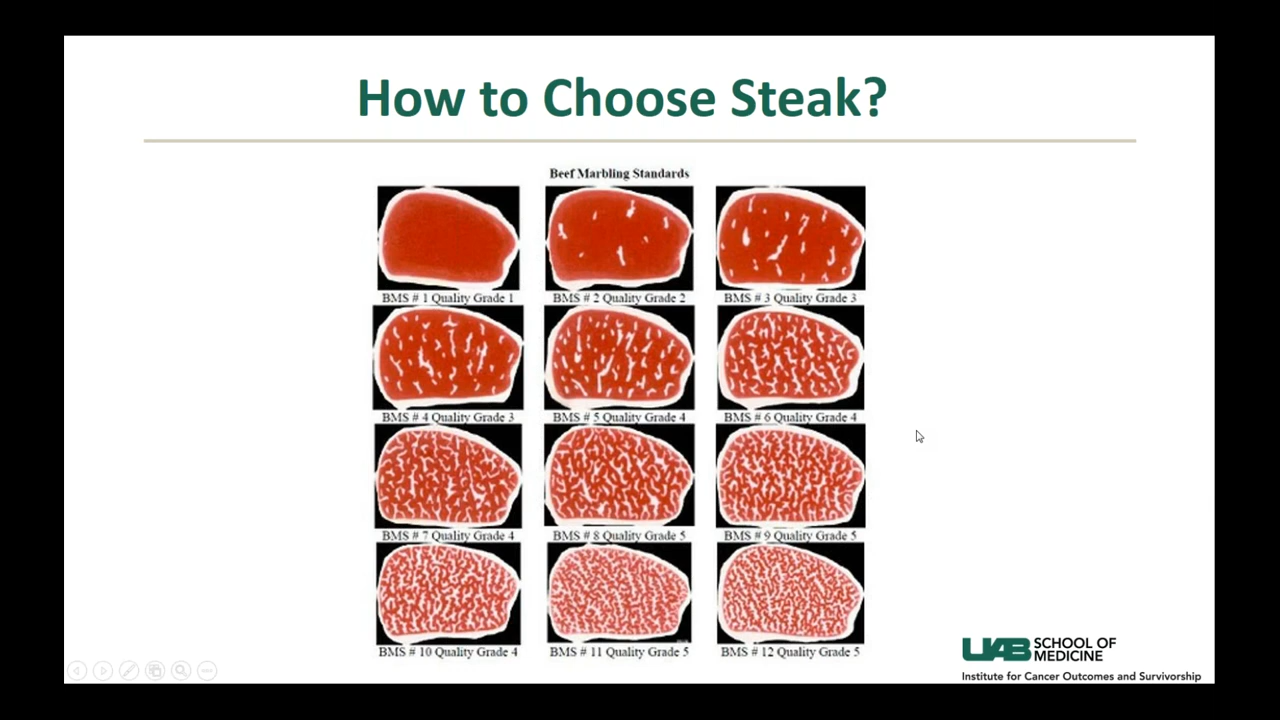 How to Choose Steak?
Beef Marbling Standards
BMS # 1 Quality Grade 1
BMS # 2 Quality Grade 2
BMS # 3 Quality Grade 3
BMS # 4 Quality Grade 3
BMS # 5 Quality Grade 4
BMS # 6 Quality Grade 4
BMS # 7 Quality Grade 4
BMS # 8 Quality Grade 5
BMS # 9 Quality Grade 5
BMS # 10 Quality Grade 4
BMS # 11 Quality Grade 5
BMS # 12 Quality Grade 5
UAB SCHOOL OF
MEDICINE
Institute for Cancer Outcomes and Survivorship